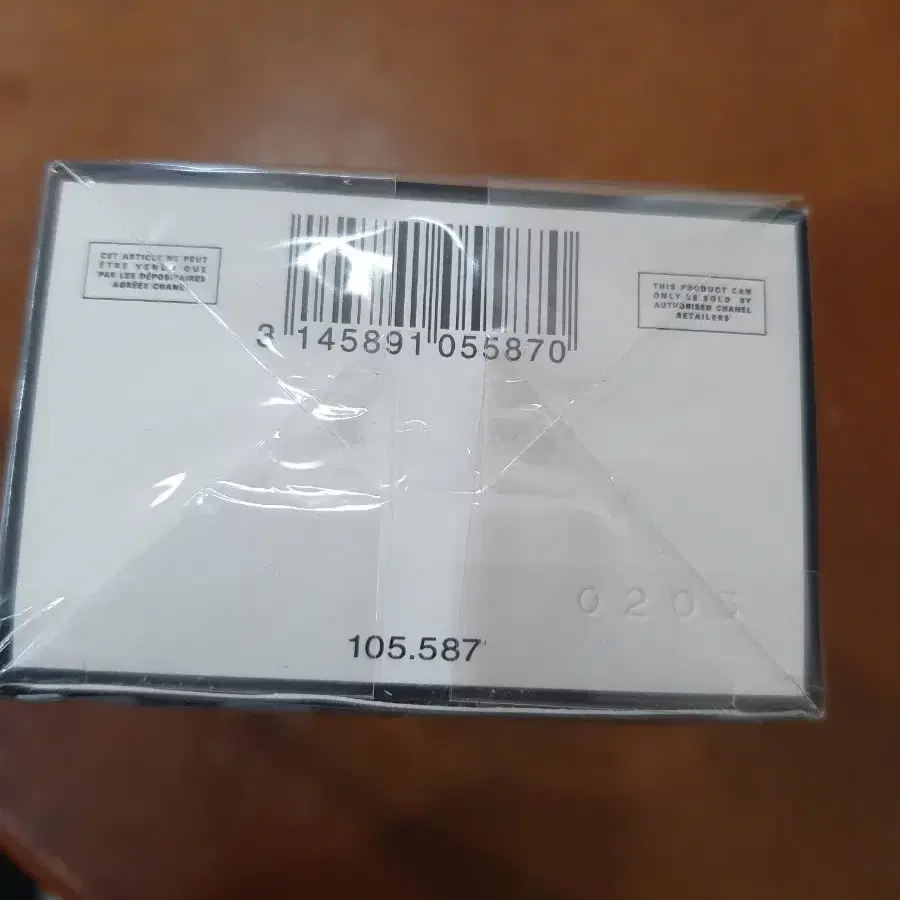 CET ARTICLE NE PEUT
ÊTRE VENDU QUE
PAR LES DÉPOSITAIRES
AGRÉÉS CHANEL
THIS PRODUCT CAN
ONLY BE SOLD BY
AUTHORISED CHANEL
RETAILERS
3 145891 055870
105.587